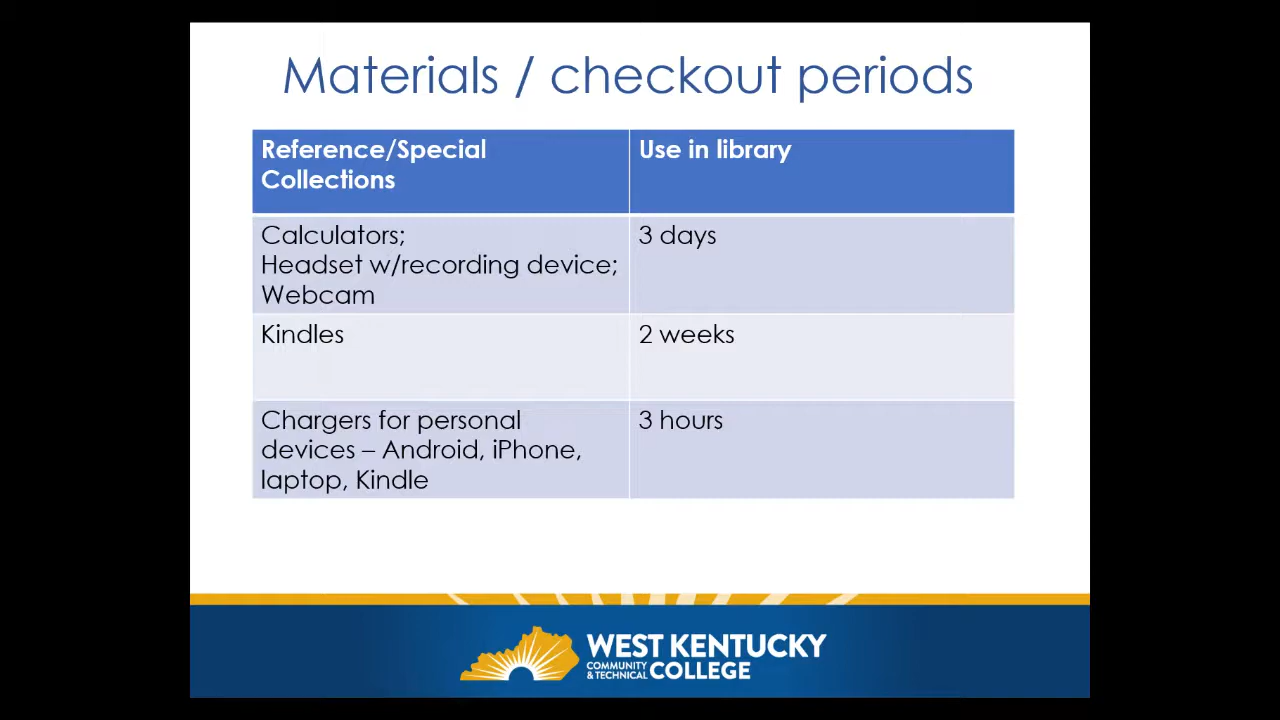 Materials / checkout periods
Reference/Special
Collections
Use in library
Calculators;
Headset w/recording device;
Webcam
3 days
Kindles
2 weeks
Chargers for personal
devices – Android, iPhone,
laptop, Kindle
3 hours
WEST KENTUCKY
COMMUNITY
& TECHNICAL
COLLEGE